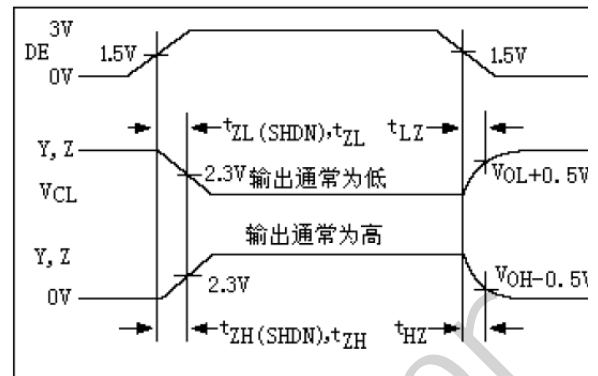 3V
DE 1.5V 1.5V
0V
tZL(SHDN),tZL tLZ
Y, Z
2.3V 输出通常为低 VOL+0.5V
VCL
输出通常为高
Y, Z
2.3V VOH-0.5V
0V
tZH(SHDN),tZH tHZ